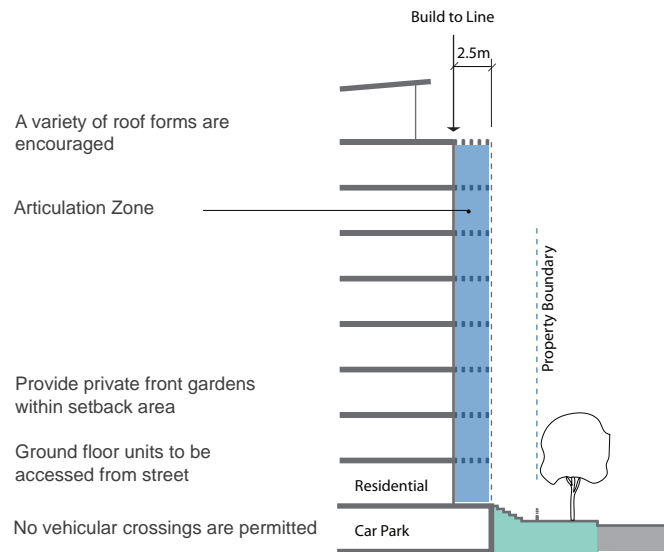 Build to Line
2.5m
A variety of roof forms are
encouraged
Articulation Zone
Property Boundary
Provide private front gardens
within setback area
Ground floor units to be
accessed from street
Residential
No vehicular crossings are permitted
Car Park